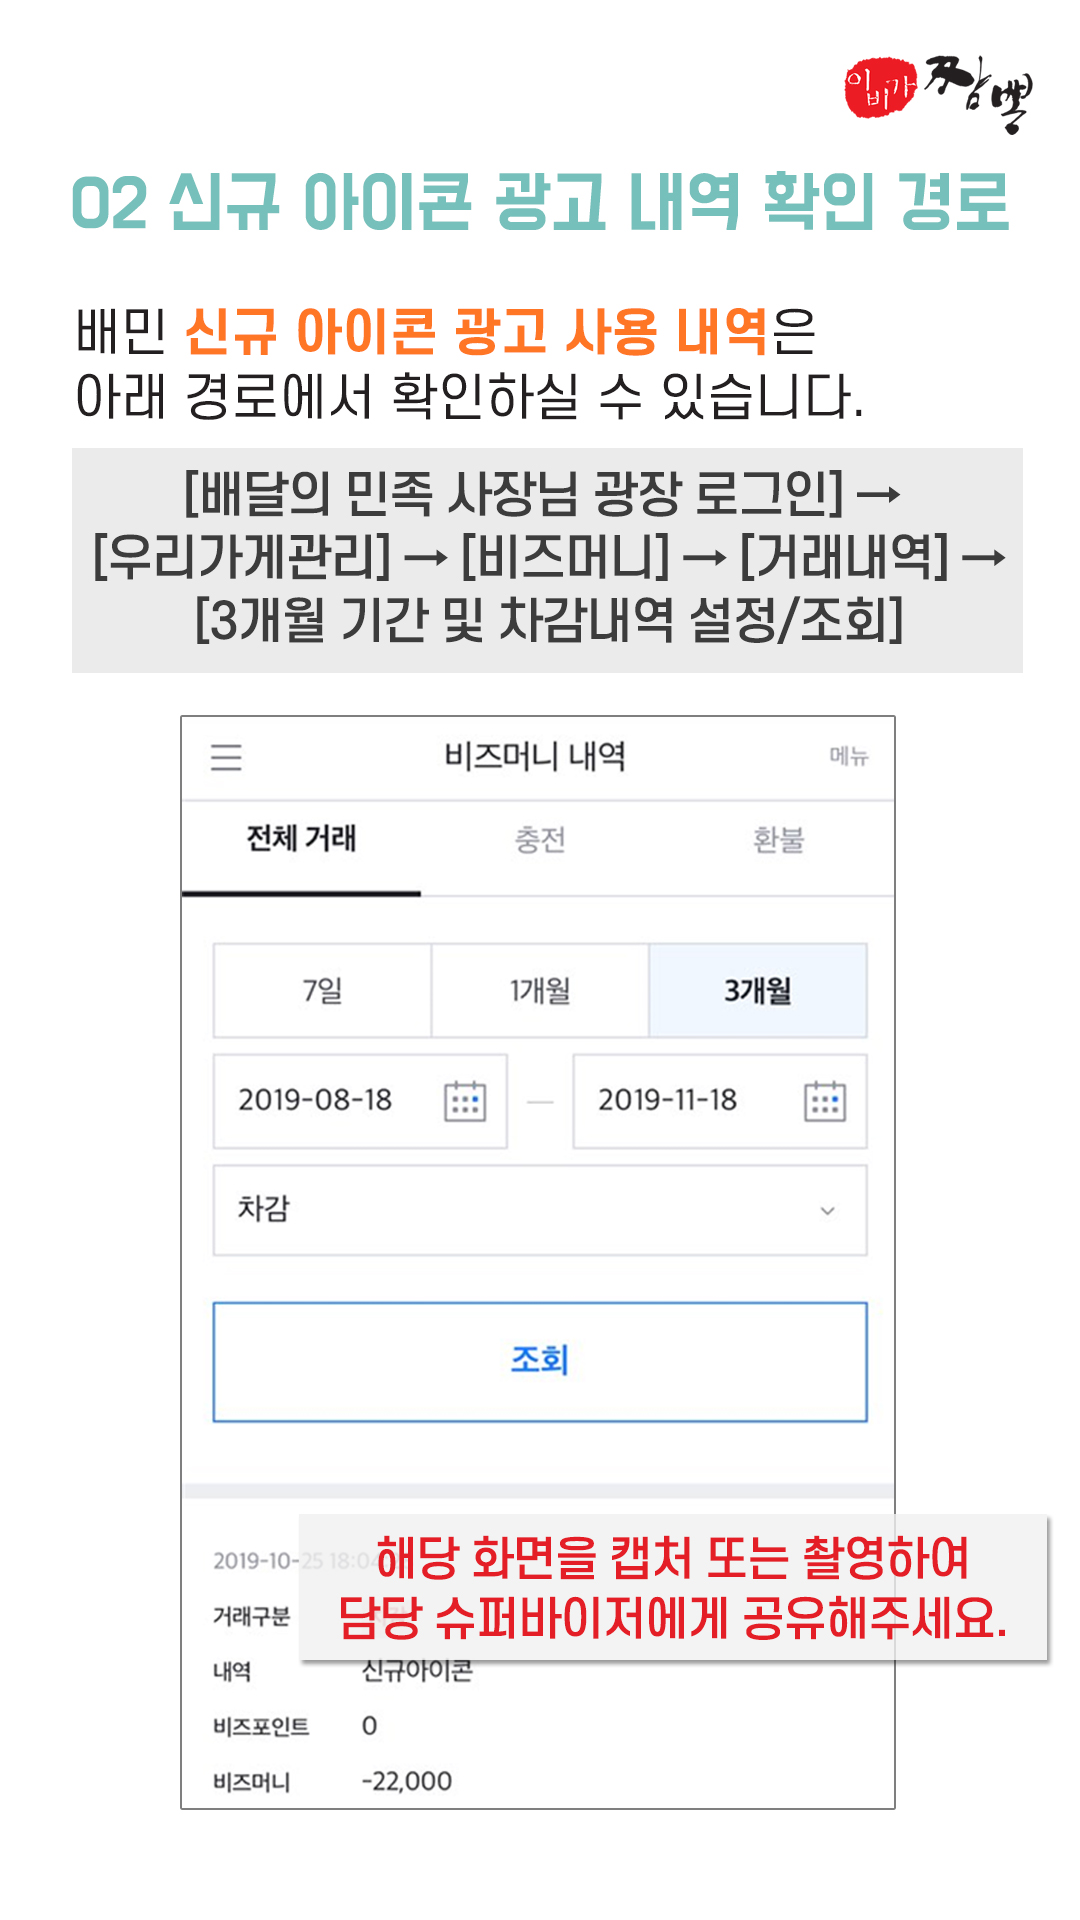 이비가 짬뽕
02 신규 아이콘 광고 내역 확인 경로
배민 신규 아이콘 광고 사용 내역은
아래 경로에서 확인하실 수 있습니다.
[배달의 민족 사장님 광장 로그인] →
[우리가게관리] → [비즈머니] → [거래내역] →
[3개월 기간 및 차감내역 설정/조회]
비즈머니 내역 메뉴
전체 거래 충전 환불
7일 1개월 3개월
2019-08-18 — 2019-11-18
차감
조회
2019-10-25 18:04
해당 화면을 캡처 또는 촬영하여
거래구분
담당 슈퍼바이저에게 공유해주세요.
내역 신규아이콘
비즈포인트 0
비즈머니 -22,000